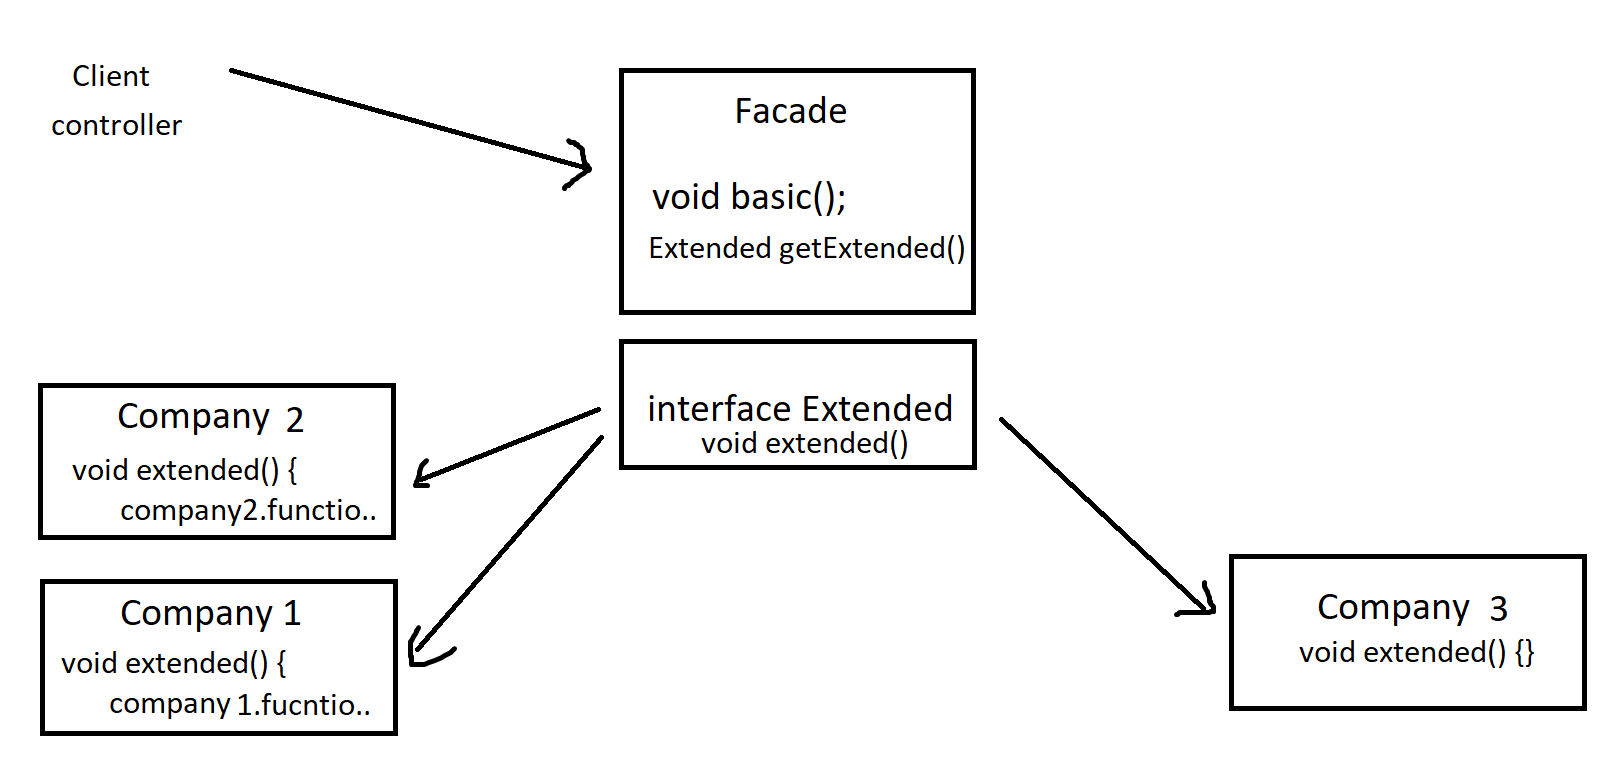 Client
controller
Facade
void basic();
Extended getExtended()
interface Extended
void extended()
Company 2
void extended() {
company2.functio..
Company 1
void extended() {
company 1.fucntio..
Company 3
void extended() {}